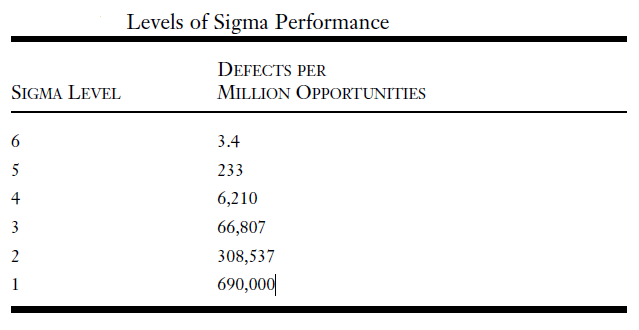 Levels of Sigma Performance
DEFECTS PER
SIGMA LEVEL MILLION OPPORTUNITIES
6 3.4
5 233
4 6,210
3 66,807
2 308,537
1 690,000